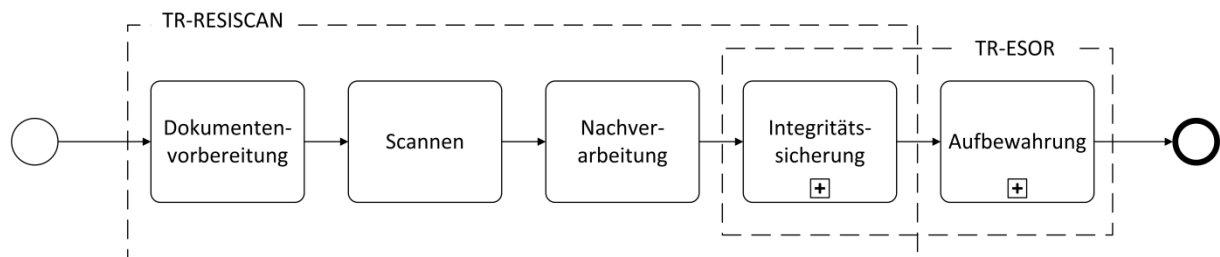 TR-RESISCAN
TR-ESOR
Dokumenten-
vorbereitung
Scannen
Nachver-
arbeitung
Integritäts-
sicherung
Aufbewahrung